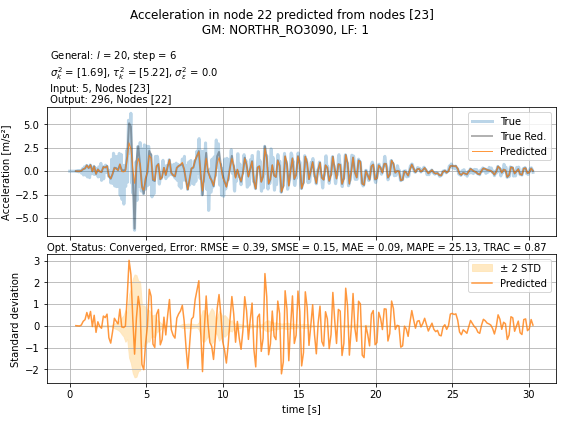 Acceleration in node 22 predicted from nodes [23]
GM: NORTHR_RO3090, LF: 1
General: l = 20, step = 6
σ²ₖ = [1.69], τ²ₖ = [5.22], σ²ε = 0.0
Input: 5, Nodes [23]
Output: 296, Nodes [22]
Acceleration [m/s²]
5.0
2.5
0.0
−2.5
−5.0
True
True Red.
Predicted
Opt. Status: Converged, Error: RMSE = 0.39, SMSE = 0.15, MAE = 0.09, MAPE = 25.13, TRAC = 0.87
Standard deviation
3
2
1
0
−1
−2
± 2 STD
Predicted
0 5 10 15 20 25 30
time [s]